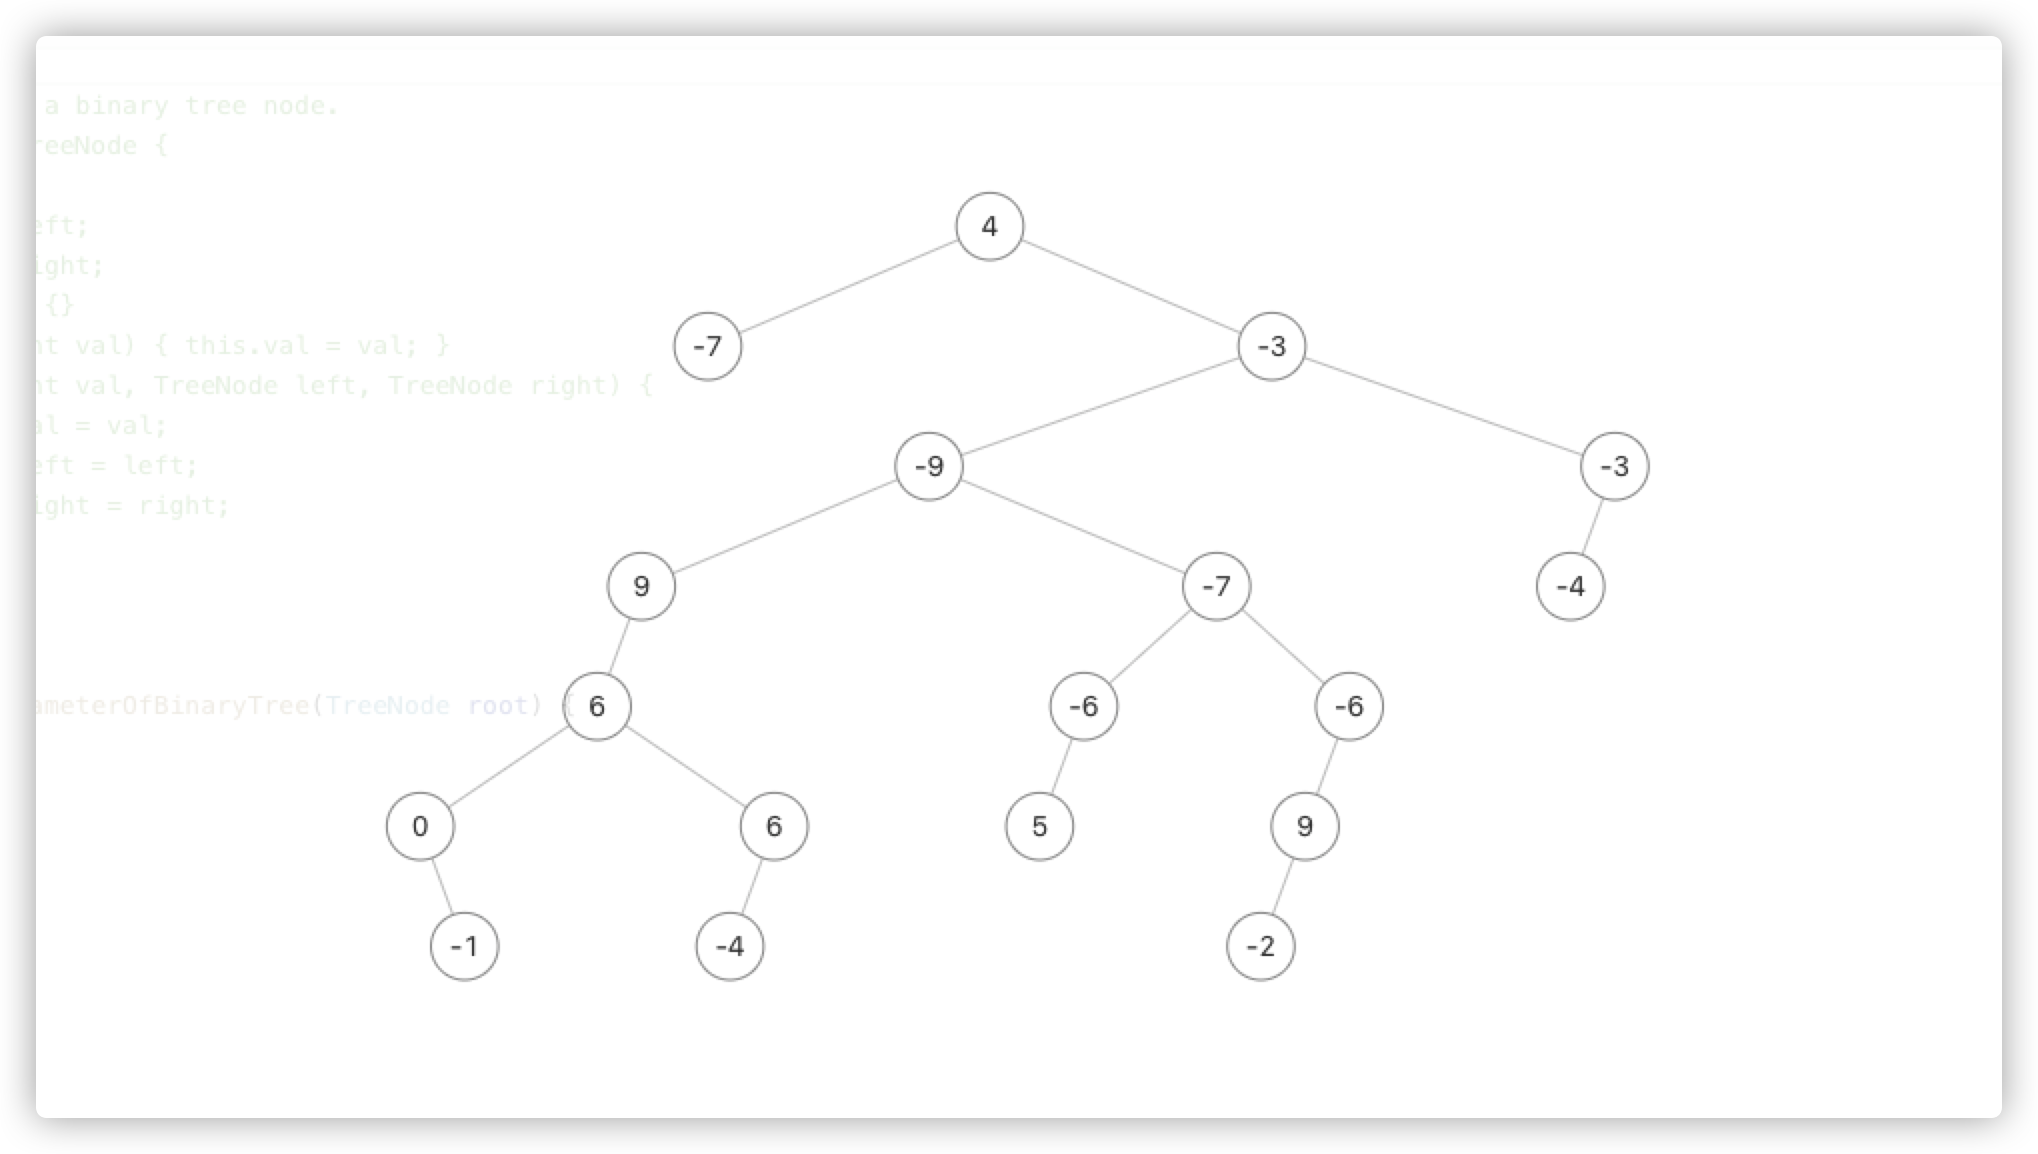 a binary tree node.
reeNode {
4
eft;
ight;
{}
-7
-3
nt val) { this.val = val; }
nt val, TreeNode left, TreeNode right) {
al = val;
-9
-3
eft = left;
ight = right;
9
-7
-4
ameterOfBinaryTree(TreeNode root) {
6
-6
-6
0
6
5
9
-1
-4
-2